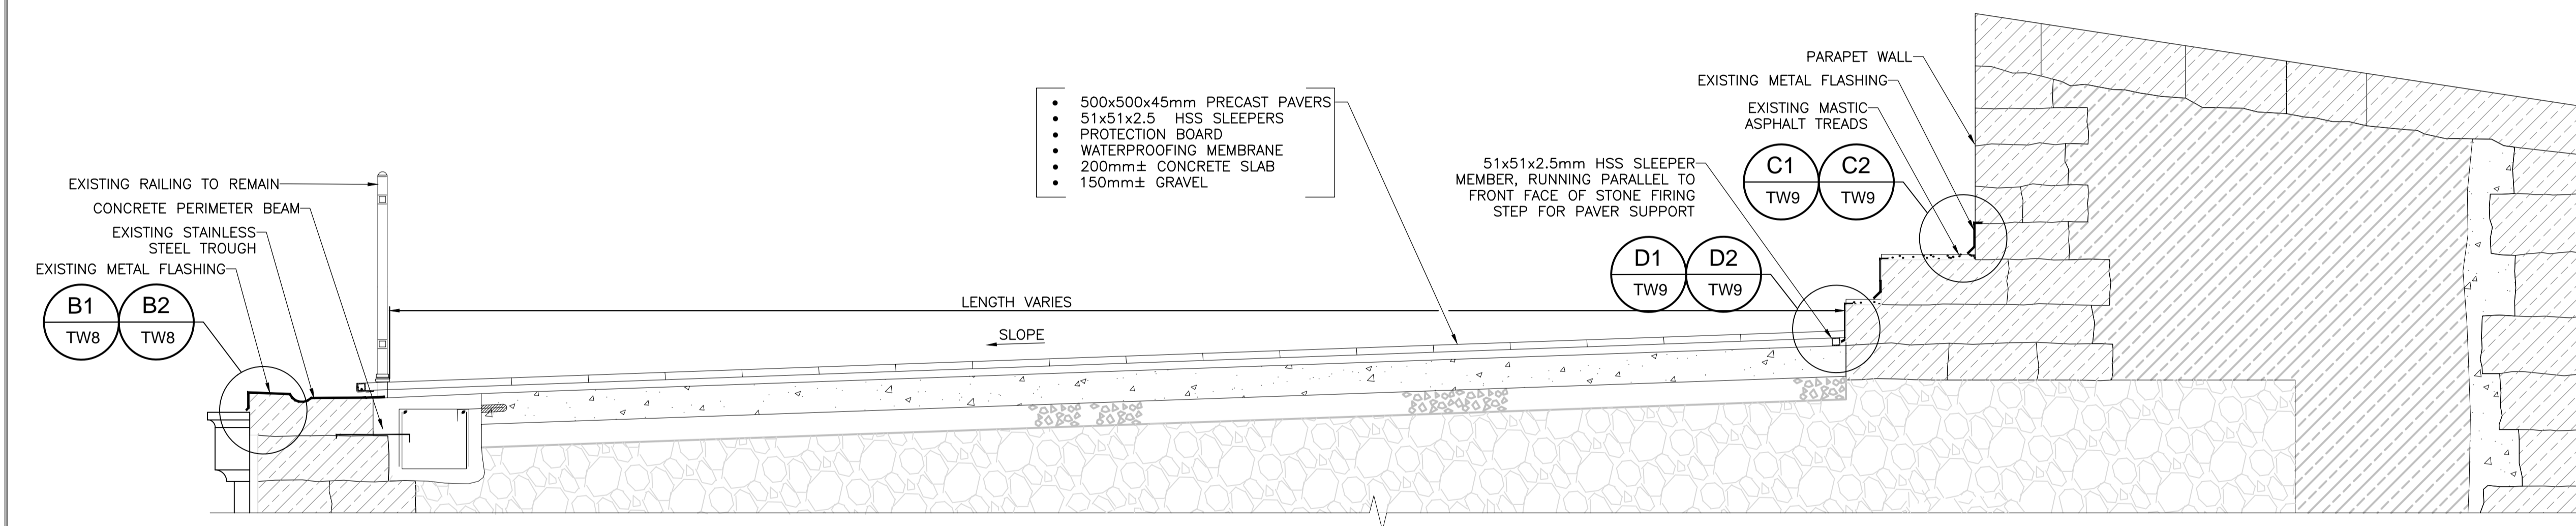 EXISTING RAILING TO REMAIN
CONCRETE PERIMETER BEAM
EXISTING STAINLESS
STEEL TROUGH
EXISTING METAL FLASHING
B1
TW8
B2
TW8
LENGTH VARIES
SLOPE
• 500x500x45mm PRECAST PAVERS
• 51x51x2.5 HSS SLEEPERS
• PROTECTION BOARD
• WATERPROOFING MEMBRANE
• 200mm± CONCRETE SLAB
• 150mm± GRAVEL
51x51x2.5mm HSS SLEEPER
MEMBER, RUNNING PARALLEL TO
FRONT FACE OF STONE FIRING
STEP FOR PAVER SUPPORT
D1
TW9
D2
TW9
PARAPET WALL
EXISTING METAL FLASHING
EXISTING MASTIC
ASPHALT TREADS
C1
TW9
C2
TW9